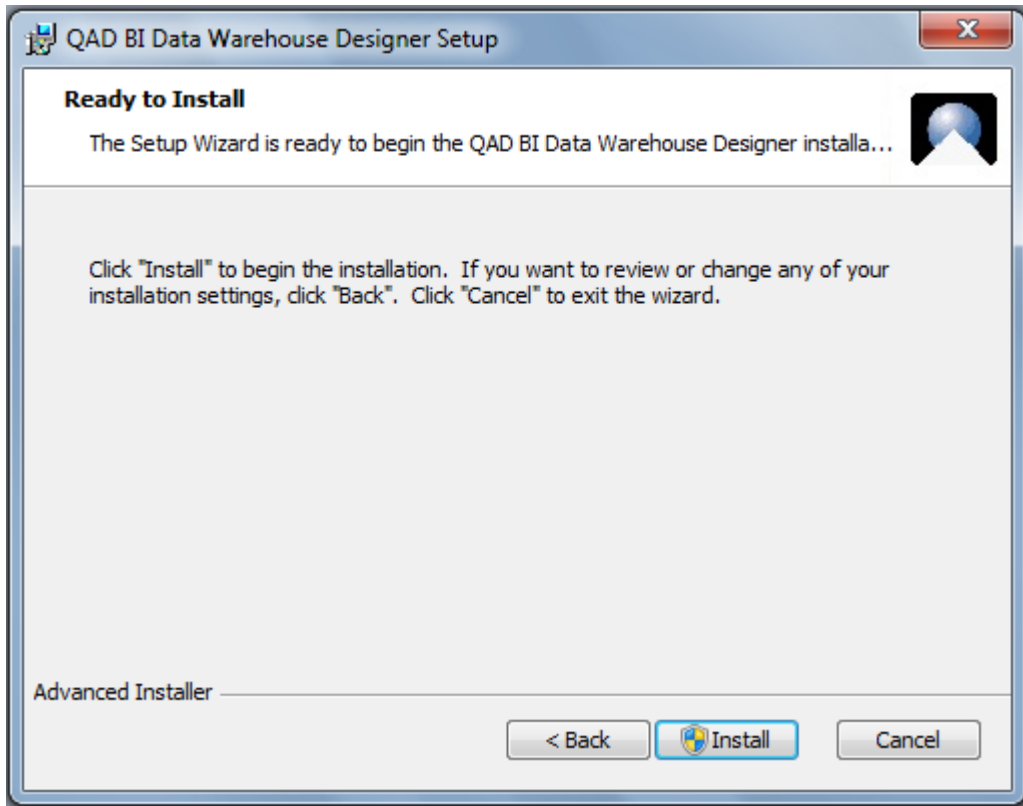 QAD BI Data Warehouse Designer Setup
Ready to Install
The Setup Wizard is ready to begin the QAD BI Data Warehouse Designer installa...
Click "Install" to begin the installation.  If you want to review or change any of your
installation settings, click "Back".  Click "Cancel" to exit the wizard.
Advanced Installer
< Back
Install
Cancel